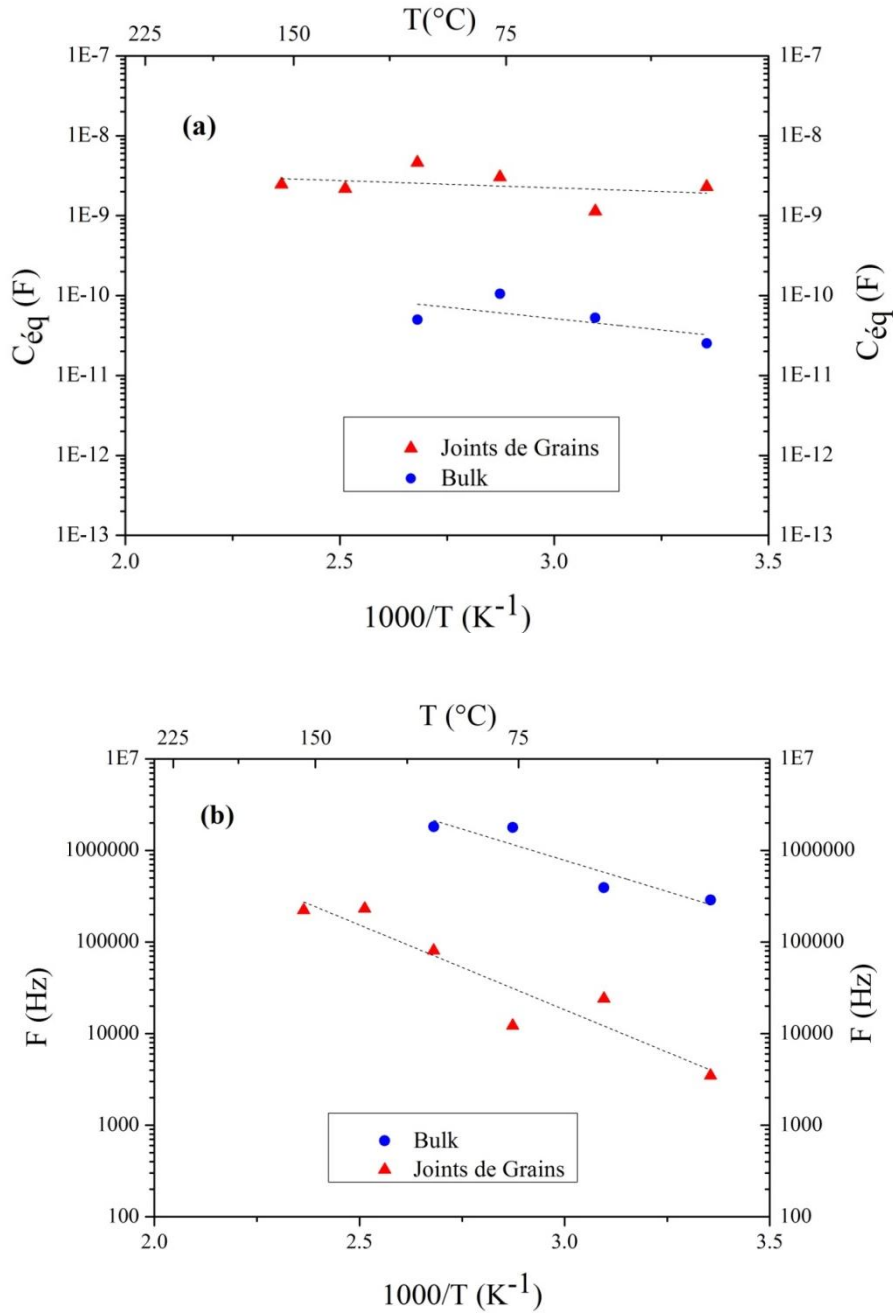 T(°C)
225 150 75
1E-7 1E-7
(a)
1E-8 1E-8
1E-9 1E-9
1E-10 1E-10
C_éq (F) C_éq (F)
1E-11 1E-11
Joints de Grains
1E-12 1E-12
Bulk
1E-13 1E-13
2.0 2.5 3.0 3.5
1000/T (K⁻¹)
T (°C)
225 150 75
1E7 1E7
(b)
1000000 1000000
100000 100000
F (Hz) F (Hz)
10000 10000
1000 1000
Bulk
Joints de Grains
100 100
2.0 2.5 3.0 3.5
1000/T (K⁻¹)